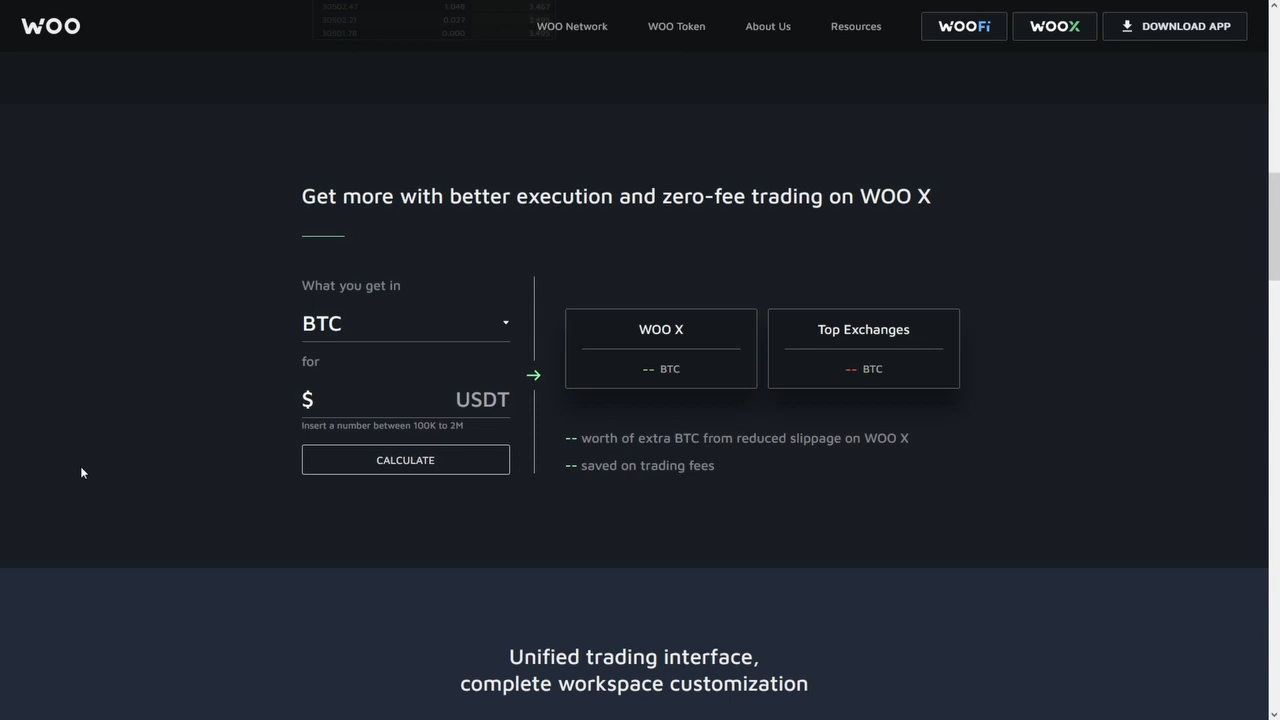 WOO
WOO Network
WOO Token
About Us
Resources
WOOFi
WOOX
DOWNLOAD APP
Get more with better execution and zero-fee trading on WOO X
What you get in
BTC
for
$ USDT
Insert a number between 100K to 2M
CALCULATE
WOO X
-- BTC
Top Exchanges
-- BTC
-- worth of extra BTC from reduced slippage on WOO X
-- saved on trading fees
Unified trading interface,
complete workspace customization